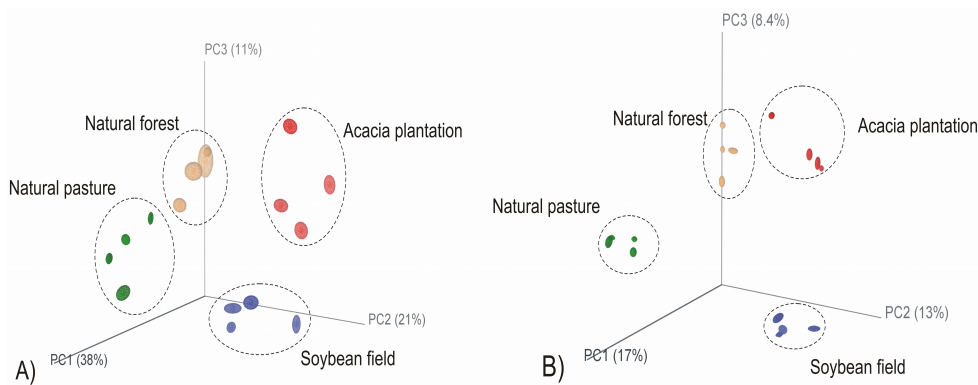 PC3 (11%)
Natural forest
Acacia plantation
Natural pasture
PC2 (21%)
PC1 (38%)
Soybean field
A)
PC3 (8.4%)
Natural forest
Acacia plantation
Natural pasture
PC2 (13%)
PC1 (17%)
Soybean field
B)